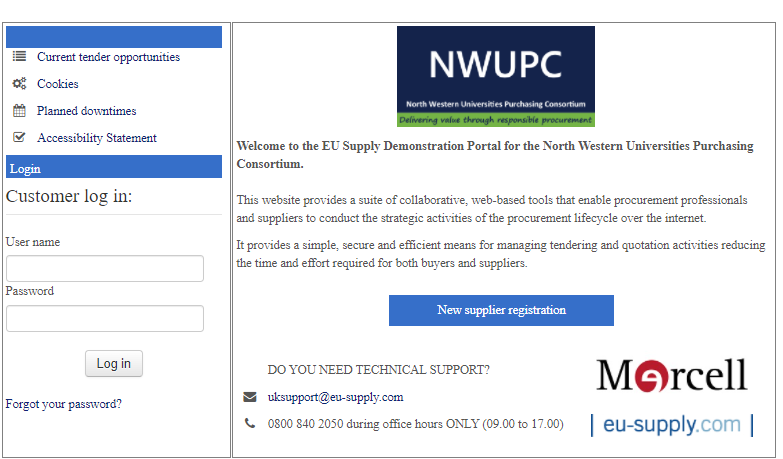 Current tender opportunities
Cookies
Planned downtimes
Accessibility Statement
Login
Customer log in:
User name
Password
Log in
Forgot your password?
NWUPC
North Western Universities Purchasing Consortium
Delivering value through responsible procurement
Welcome to the EU Supply Demonstration Portal for the North Western Universities Purchasing
Consortium.
This website provides a suite of collaborative, web-based tools that enable procurement professionals
and suppliers to conduct the strategic activities of the procurement lifecycle over the internet.
It provides a simple, secure and efficient means for managing tendering and quotation activities reducing
the time and effort required for both buyers and suppliers.
New supplier registration
DO YOU NEED TECHNICAL SUPPORT?
uksupport@eu-supply.com
0800 840 2050 during office hours ONLY (09.00 to 17.00)
Mercell
| eu-supply.com |